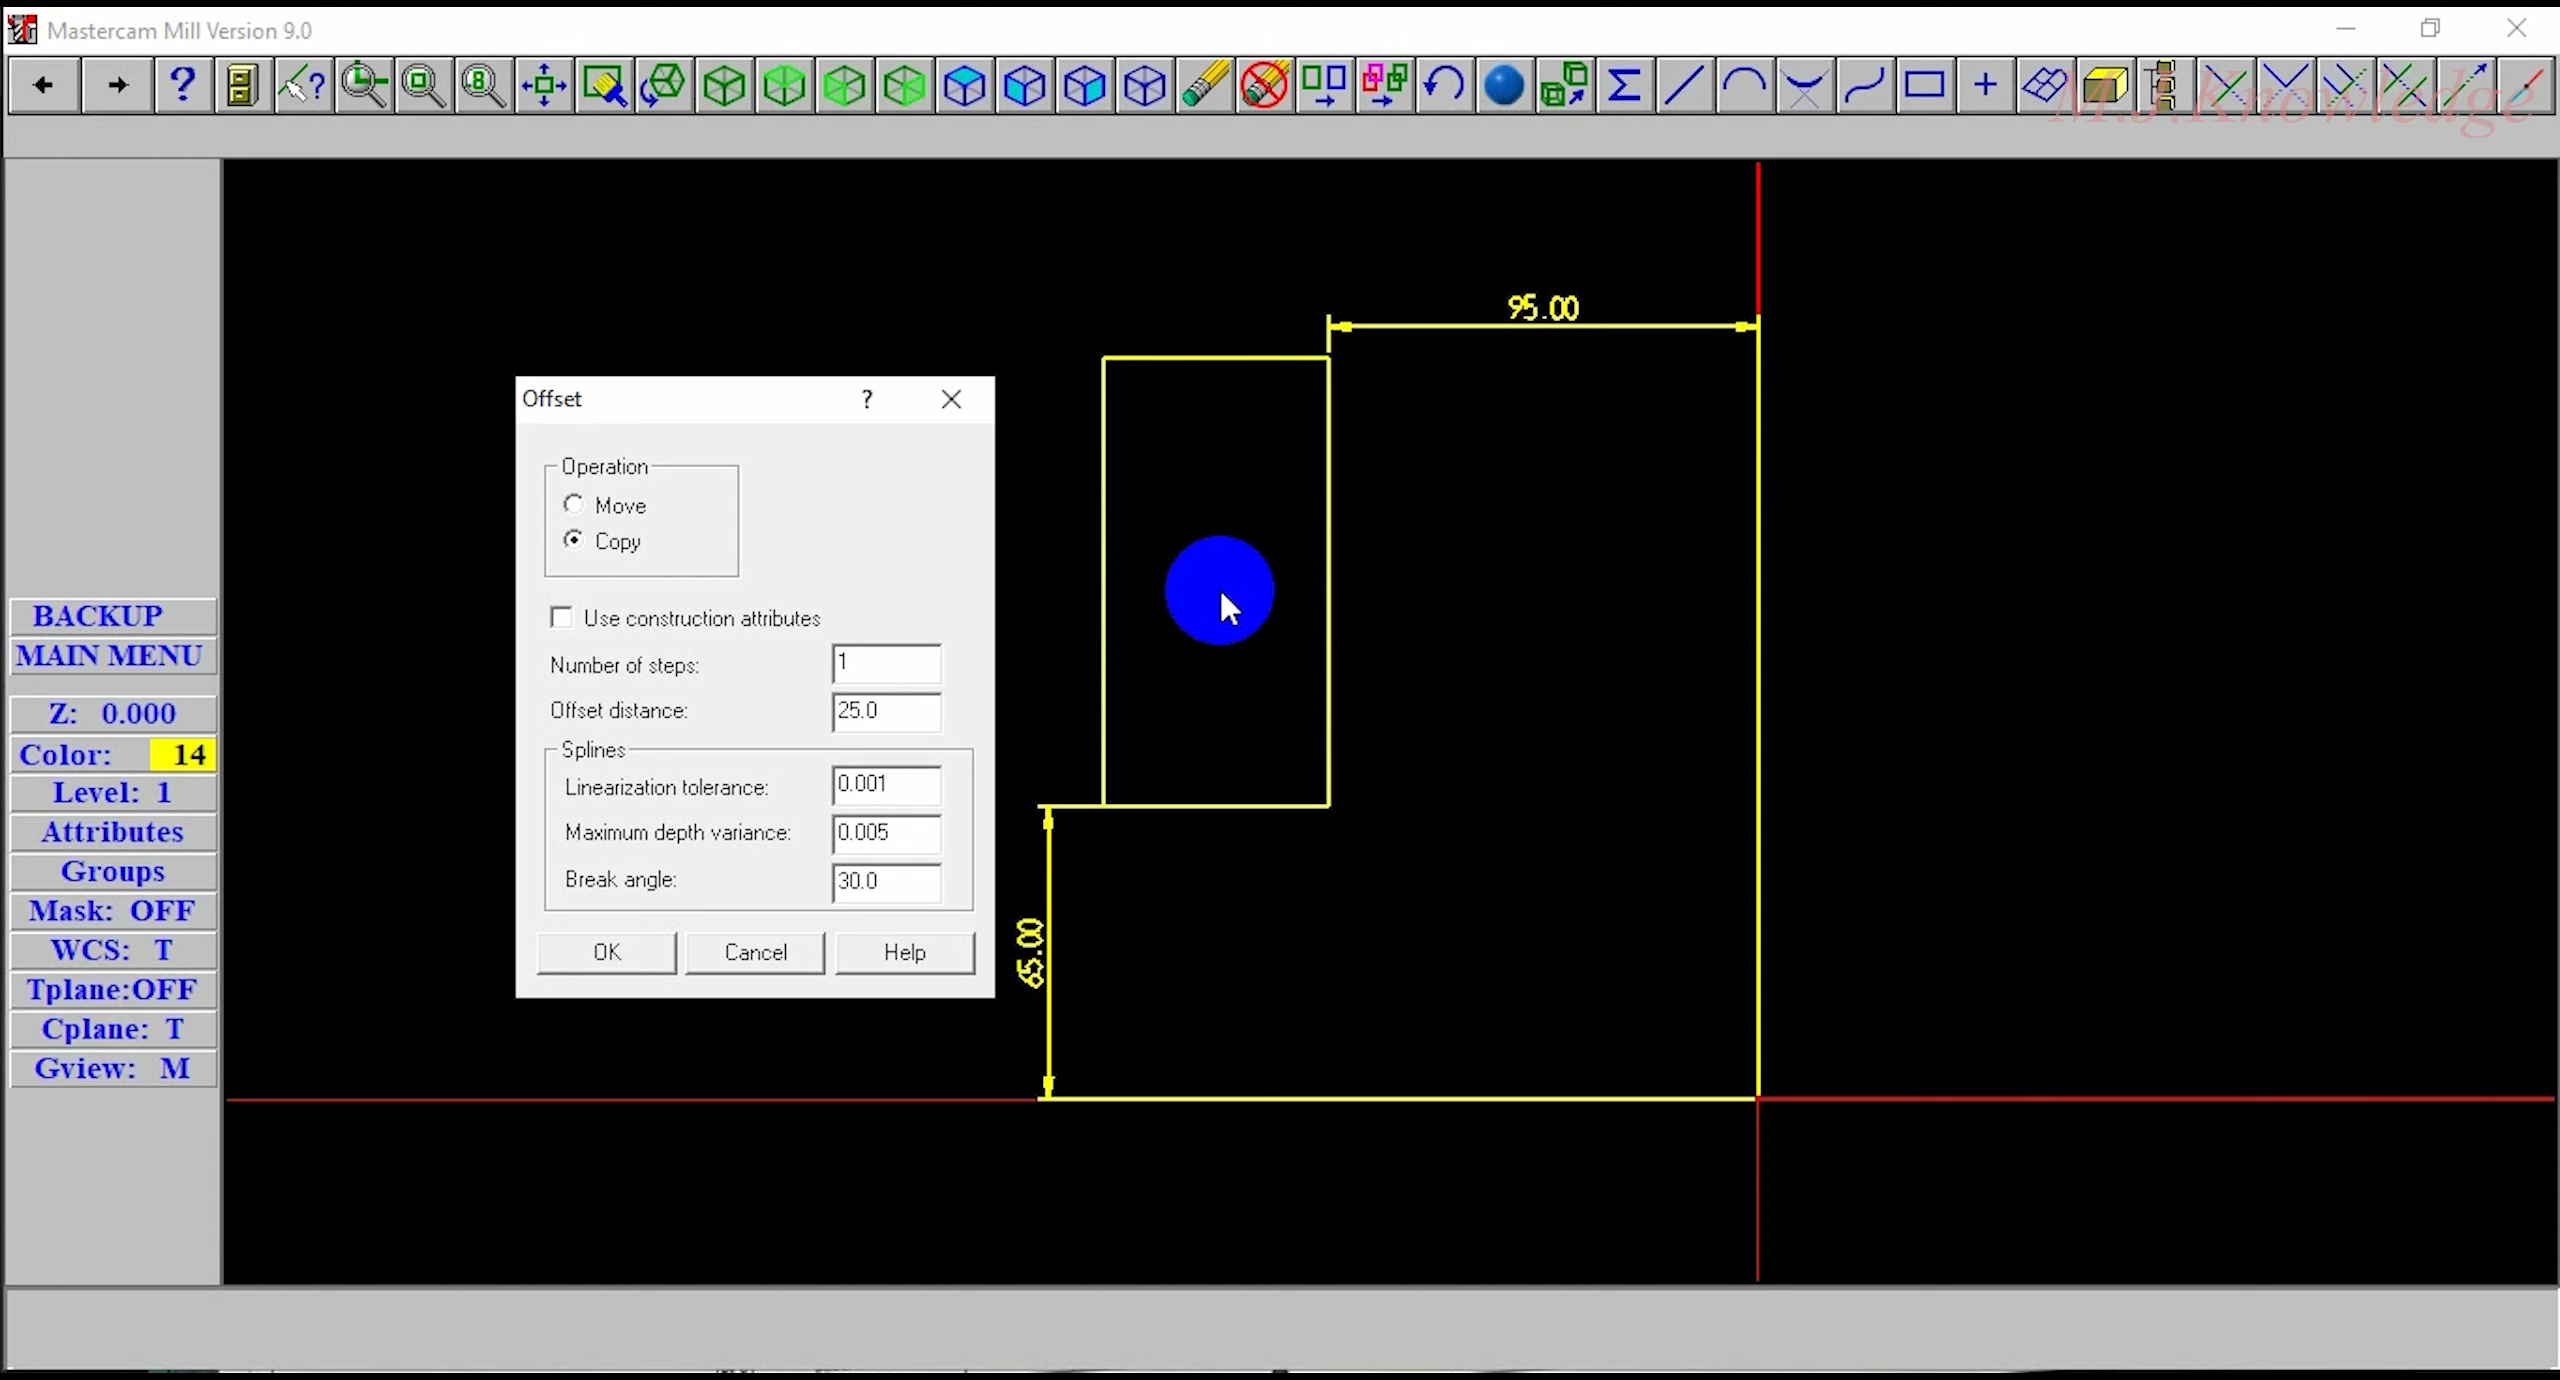 Mastercam Mill Version 9.0
M.J.Knowledge
95.00
Offset
Operation
Move
Copy
Use construction attributes
Number of steps: 1
Offset distance: 25.0
Splines
Linearization tolerance: 0.001
Maximum depth variance: 0.005
Break angle: 30.0
OK Cancel Help
65.00
BACKUP
MAIN MENU
Z: 0.000
Color: 14
Level: 1
Attributes
Groups
Mask: OFF
WCS: T
Tplane:OFF
Cplane: T
Gview: M